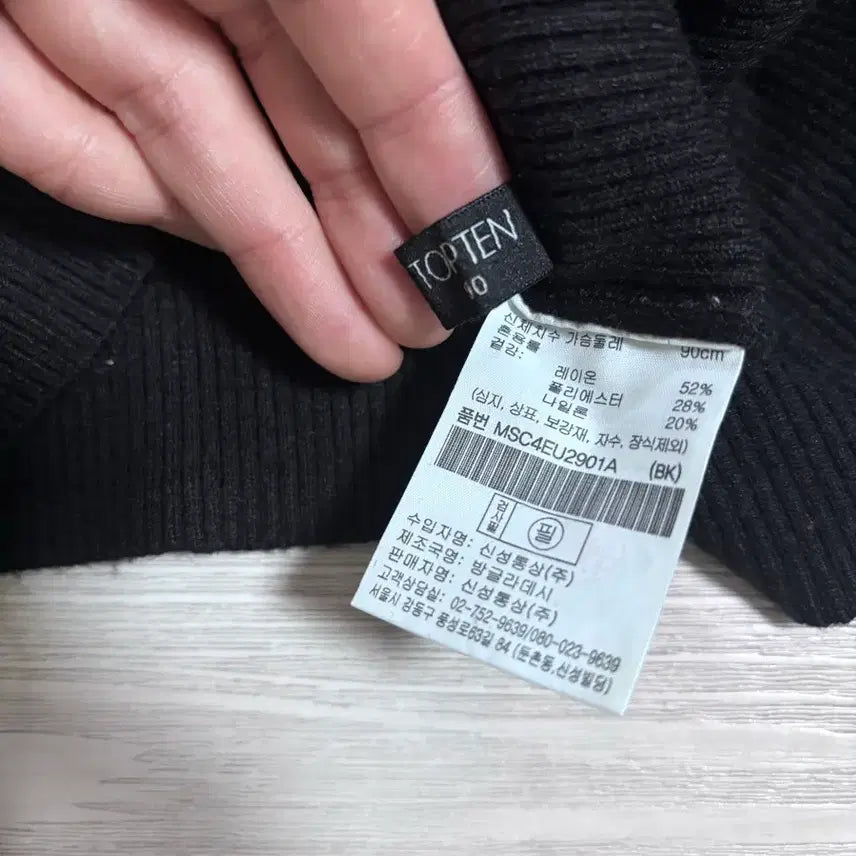 TOPTEN
10
신체치수 가슴둘레 90cm
혼용률
겉감:
레이온 52%
폴리에스터 28%
나일론 20%
(심지, 상표, 보강재, 자수, 장식제외)
품번 MSC4EU2901A (BK)
검사필 필
수입자명: 신성통상(주)
제조국명: 방글라데시
판매자명: 신성통상(주)
고객상담실: 02-752-9639/080-023-9639
서울시 강동구 풍성로63길 84 (둔촌동,신성빌딩)